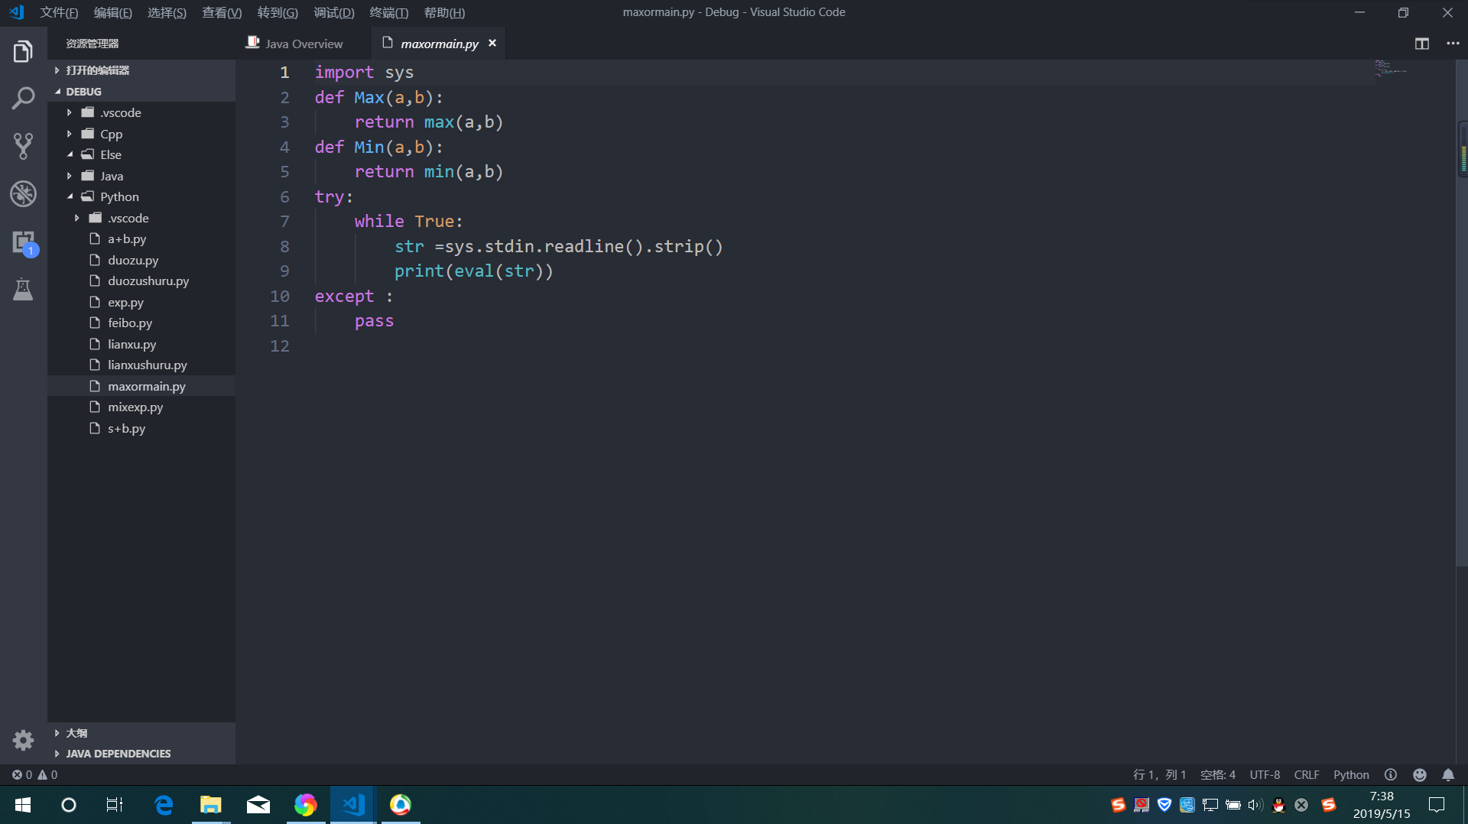 文件(F) 编辑(E) 选择(S) 查看(V) 转到(G) 调试(D) 终端(T) 帮助(H) maxormain.py - Debug - Visual Studio Code
资源管理器
Java Overview maxormain.py
打开的编辑器
DEBUG
.vscode
Cpp
Else
Java
Python
.vscode
a+b.py
duozu.py
duozushuru.py
exp.py
feibo.py
lianxu.py
lianxushuru.py
maxormain.py
mixexp.py
s+b.py
大纲
JAVA DEPENDENCIES
1 import sys
2 def Max(a,b):
3 return max(a,b)
4 def Min(a,b):
5 return min(a,b)
6 try:
7 while True:
8 str =sys.stdin.readline().strip()
9 print(eval(str))
10 except :
11 pass
12
1
0 0 行 1，列 1 空格: 4 UTF-8 CRLF Python
7:38
2019/5/15